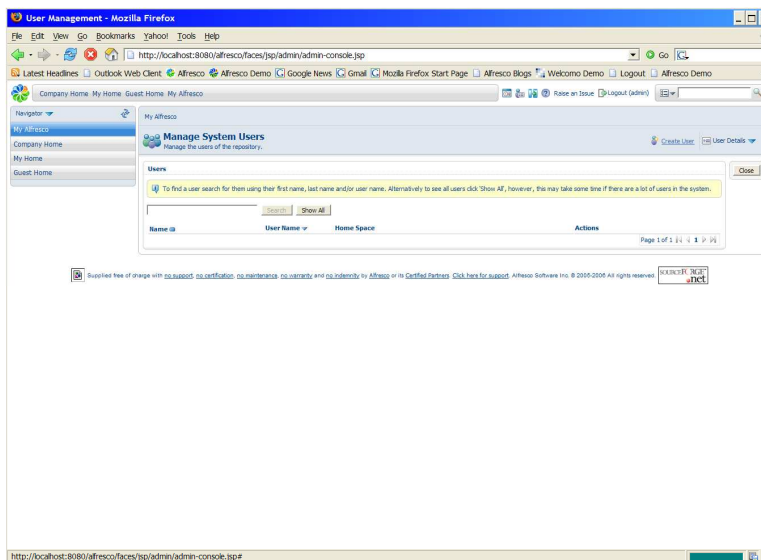 User Management - Mozilla Firefox
File Edit View Go Bookmarks Yahoo! Tools Help
http://localhost:8080/alfresco/faces/jsp/admin/admin-console.jsp Go
Latest Headlines Outlook Web Client Alfresco Alfresco Demo Google News Gmail Mozilla Firefox Start Page Alfresco Blogs Welcomo Demo Logout Alfresco Demo
Company Home My Home Guest Home My Alfresco Raise an Issue Logout (admin)
Navigator
My Alfresco
Company Home
My Home
Guest Home
My Alfresco
Manage System Users
Manage the users of the repository.
Create User User Details
Users
Close
To find a user search for them using their first name, last name and/or user name. Alternatively to see all users click 'Show All', however, this may take some time if there are a lot of users in the system.
Search Show All
Name User Name Home Space Actions
Page 1 of 1 1
Supplied free of charge with no support, no certification, no maintenance, no warranty and no indemnity by Alfresco or its Certified Partners. Click here for support. Alfresco Software Inc. © 2005-2006 All rights reserved.
SOURCEFORGE
.net
http://localhost:8080/alfresco/faces/jsp/admin/admin-console.jsp#